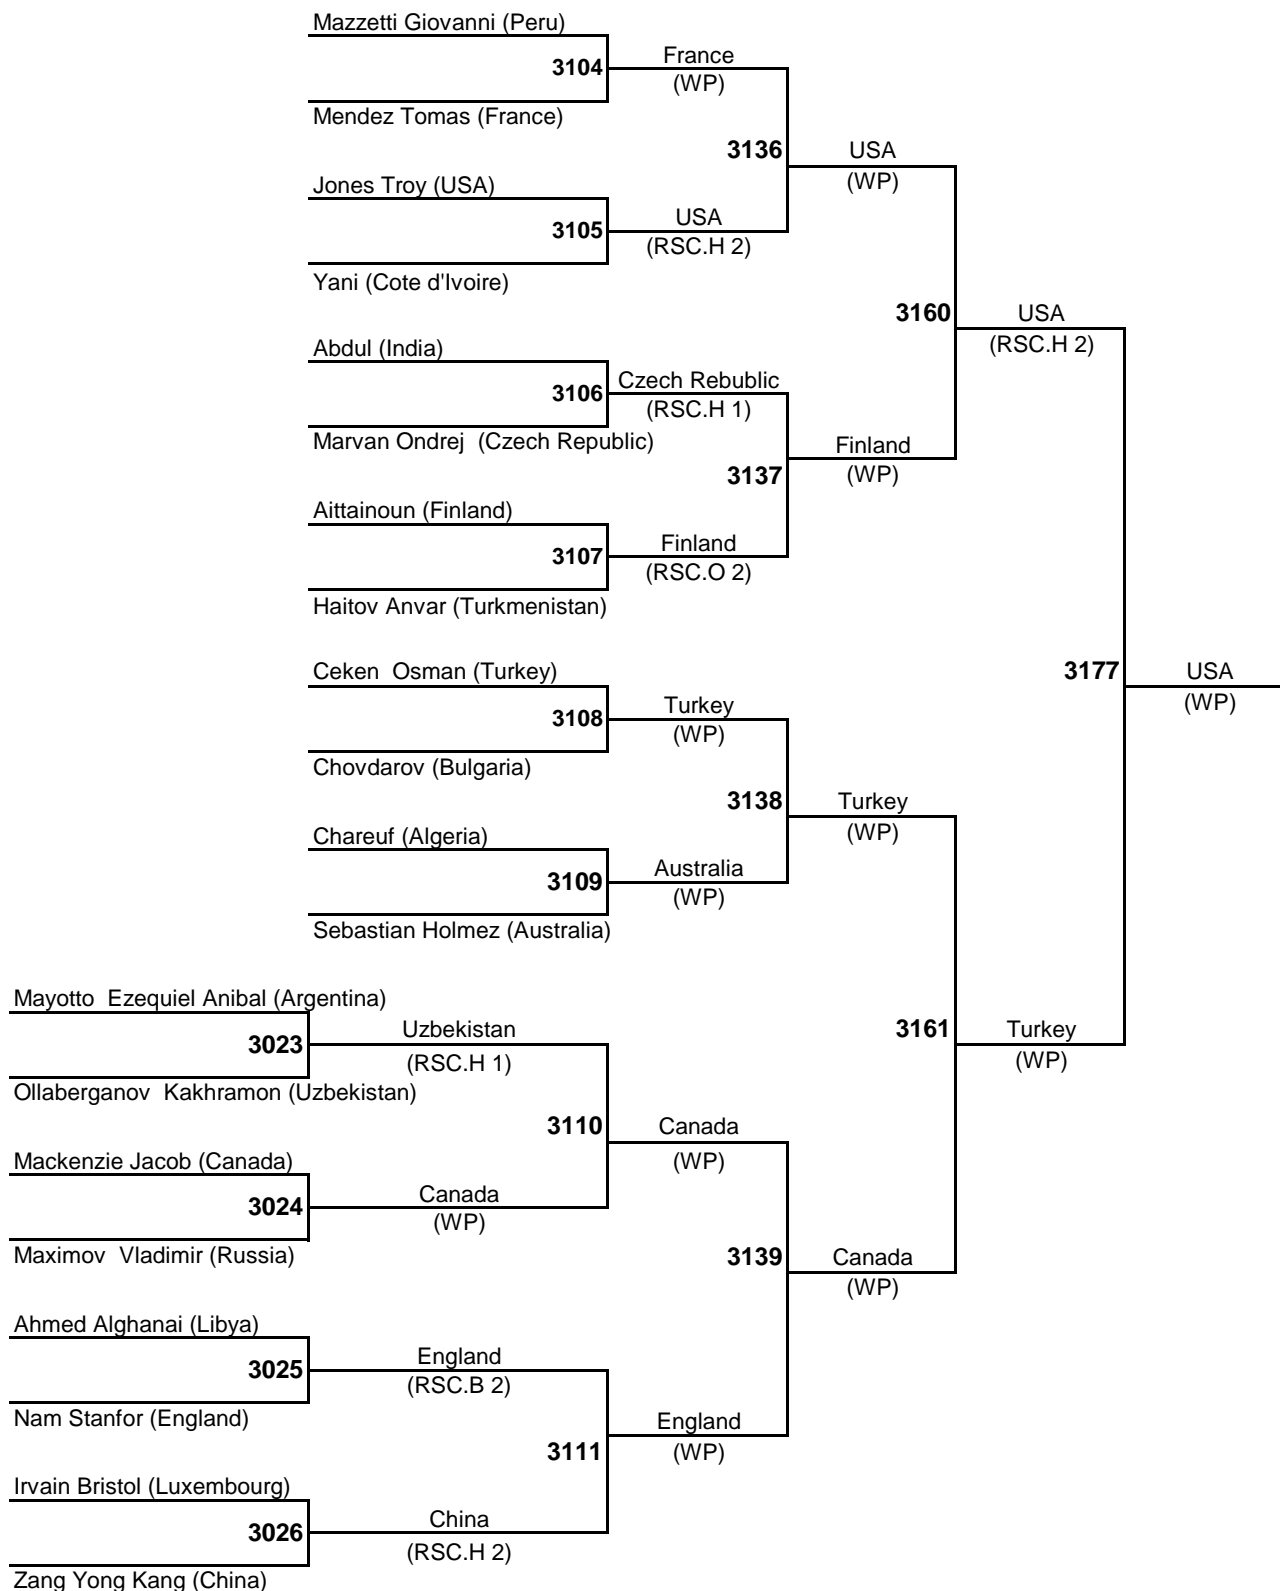 Mazzetti Giovanni (Peru)
3104
France
(WP)
Mendez Tomas (France)
3136
USA
(WP)
Jones Troy (USA)
3105
USA
(RSC.H 2)
Yani (Cote d'Ivoire)
3160
USA
(RSC.H 2)
Abdul (India)
3106
Czech Rebublic
(RSC.H 1)
Marvan Ondrej  (Czech Republic)
3137
Finland
(WP)
Aittainoun (Finland)
3107
Finland
(RSC.O 2)
Haitov Anvar (Turkmenistan)
Ceken  Osman (Turkey)
3177
USA
(WP)
3108
Turkey
(WP)
Chovdarov (Bulgaria)
3138
Turkey
(WP)
Chareuf (Algeria)
3109
Australia
(WP)
Sebastian Holmez (Australia)
Mayotto  Ezequiel Anibal (Argentina)
3023
Uzbekistan
(RSC.H 1)
3161
Turkey
(WP)
Ollaberganov  Kakhramon (Uzbekistan)
3110
Canada
(WP)
Mackenzie Jacob (Canada)
3024
Canada
(WP)
Maximov  Vladimir (Russia)
3139
Canada
(WP)
Ahmed Alghanai (Libya)
3025
England
(RSC.B 2)
Nam Stanfor (England)
3111
England
(WP)
Irvain Bristol (Luxembourg)
3026
China
(RSC.H 2)
Zang Yong Kang (China)